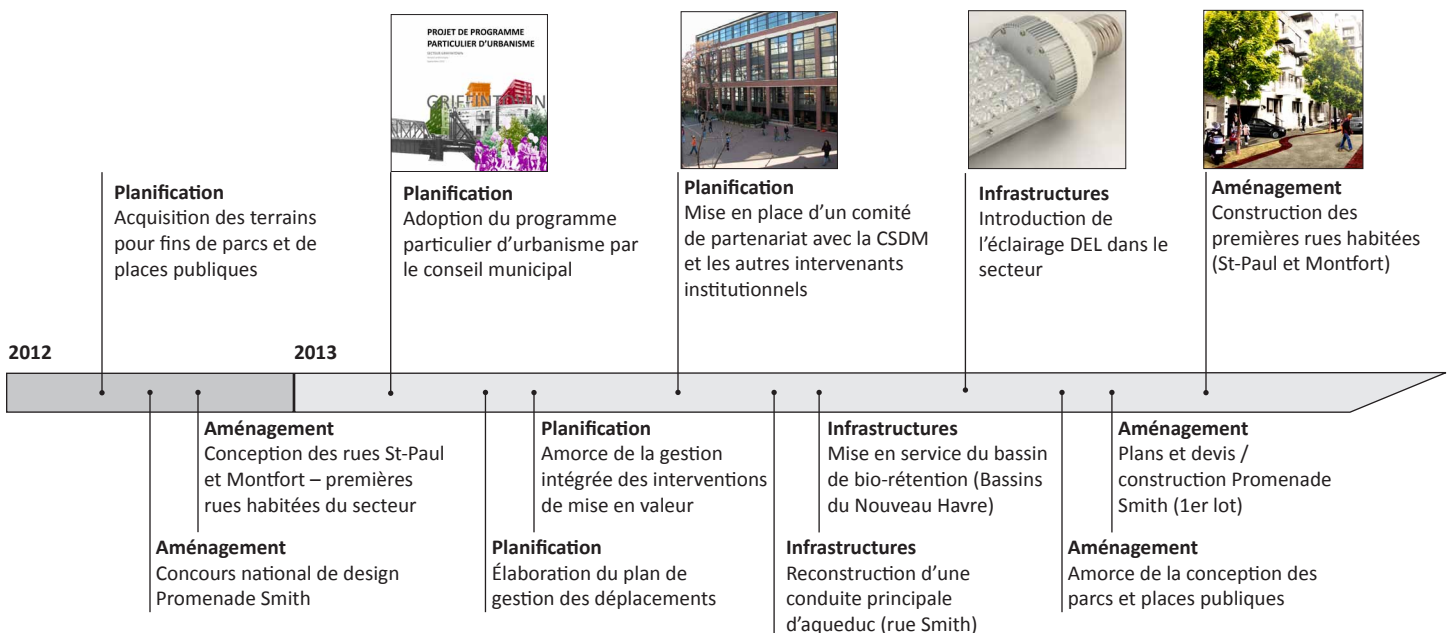 PROJET DE PROGRAMME
PARTICULIER D'URBANISME
GRIFFINTOWN
Planification
Acquisition des terrains
pour fins de parcs et de
places publiques
Planification
Adoption du programme
particulier d'urbanisme par
le conseil municipal
Planification
Mise en place d'un comité
de partenariat avec la CSDM
et les autres intervenants
institutionnels
Infrastructures
Introduction de
l'éclairage DEL dans le
secteur
Aménagement
Construction des
premières rues habitées
(St-Paul et Montfort)
2012
2013
Aménagement
Conception des rues St-Paul
et Montfort – premières
rues habitées du secteur
Planification
Amorce de la gestion
intégrée des interventions
de mise en valeur
Infrastructures
Mise en service du bassin
de bio-rétention (Bassins
du Nouveau Havre)
Aménagement
Plans et devis /
construction Promenade
Smith (1er lot)
Aménagement
Concours national de design
Promenade Smith
Planification
Élaboration du plan de
gestion des déplacements
Infrastructures
Reconstruction d'une
conduite principale
d'aqueduc (rue Smith)
Aménagement
Amorce de la conception des
parcs et places publiques